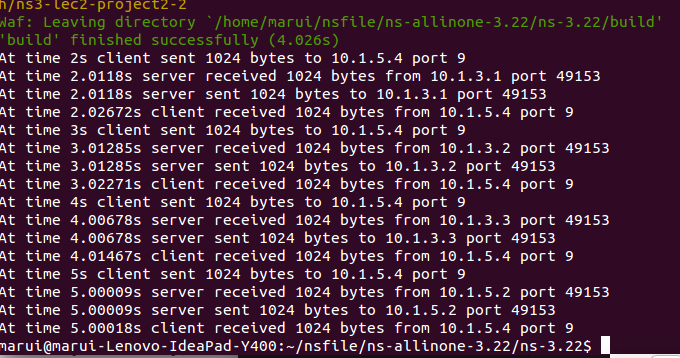 h/ns3-lec2-project2-2
Waf: Leaving directory `/home/marui/nsfile/ns-allinone-3.22/ns-3.22/build'
'build' finished successfully (4.026s)
At time 2s client sent 1024 bytes to 10.1.5.4 port 9
At time 2.0118s server received 1024 bytes from 10.1.3.1 port 49153
At time 2.0118s server sent 1024 bytes to 10.1.3.1 port 49153
At time 2.02672s client received 1024 bytes from 10.1.5.4 port 9
At time 3s client sent 1024 bytes to 10.1.5.4 port 9
At time 3.01285s server received 1024 bytes from 10.1.3.2 port 49153
At time 3.01285s server sent 1024 bytes to 10.1.3.2 port 49153
At time 3.02271s client received 1024 bytes from 10.1.5.4 port 9
At time 4s client sent 1024 bytes to 10.1.5.4 port 9
At time 4.00678s server received 1024 bytes from 10.1.3.3 port 49153
At time 4.00678s server sent 1024 bytes to 10.1.3.3 port 49153
At time 4.01467s client received 1024 bytes from 10.1.5.4 port 9
At time 5s client sent 1024 bytes to 10.1.5.4 port 9
At time 5.00009s server received 1024 bytes from 10.1.5.2 port 49153
At time 5.00009s server sent 1024 bytes to 10.1.5.2 port 49153
At time 5.00018s client received 1024 bytes from 10.1.5.4 port 9
marui@marui-Lenovo-IdeaPad-Y400:~/nsfile/ns-allinone-3.22/ns-3.22$